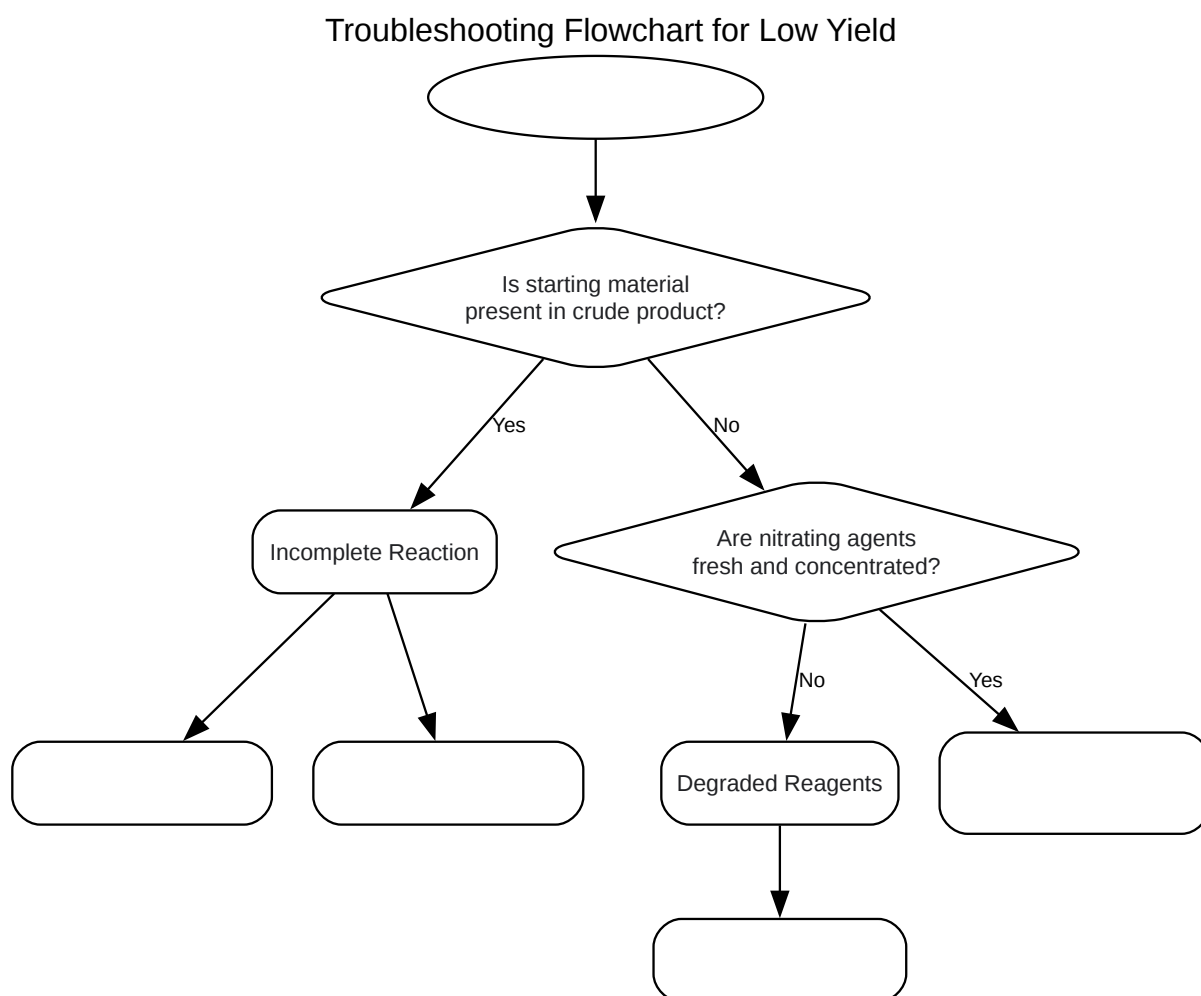 Troubleshooting Flowchart for Low Yield
Is starting material
present in crude product?
Yes
No
Incomplete Reaction
Are nitrating agents
fresh and concentrated?
No
Yes
Degraded Reagents